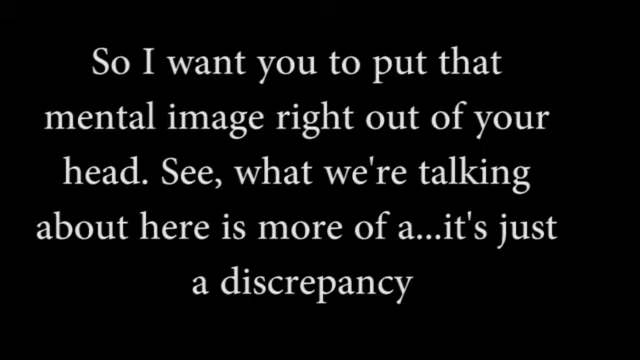 So I want you to put that
mental image right out of your
head. See, what we're talking
about here is more of a...it's just
a discrepancy